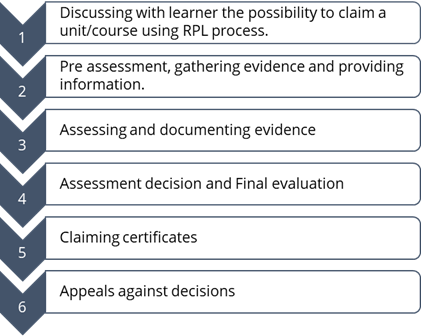 1
Discussing with learner the possibility to claim a
unit/course using RPL process.
2
Pre assessment, gathering evidence and providing
information.
3
Assessing and documenting evidence
4
Assessment decision and Final evaluation
5
Claiming certificates
6
Appeals against decisions